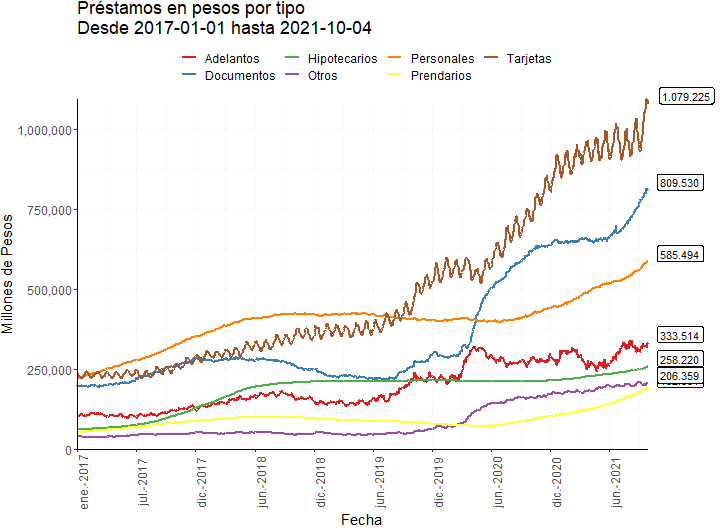 Préstamos en pesos por tipo
Desde 2017-01-01 hasta 2021-10-04
Adelantos Hipotecarios Personales Tarjetas
Documentos Otros Prendarios
1.079.225
1,000,000
809.530
750,000
585.494
500,000
333.514
258.220
250,000
206.359
0
Millones de Pesos
ene.-2017 jul.-2017 dic.-2017 jun.-2018 dic.-2018 jun.-2019 dic.-2019 jun.-2020 dic.-2020 jun.-2021
Fecha